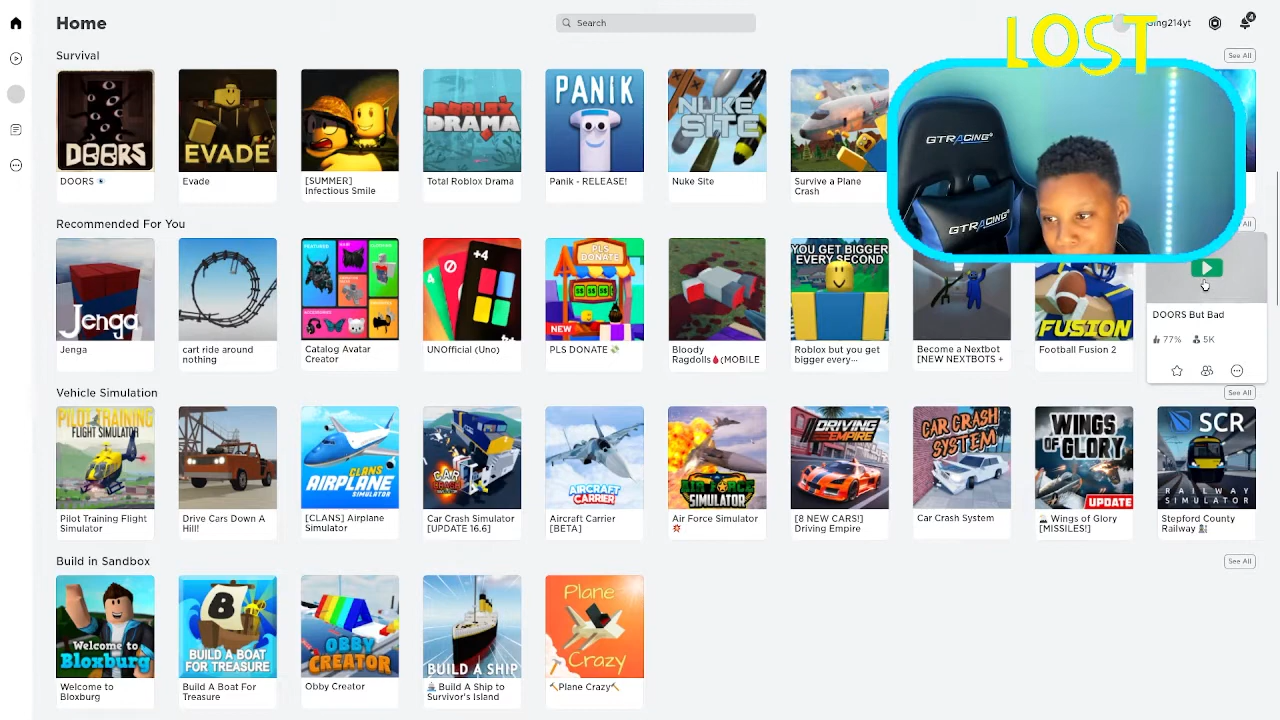 Home
Search
LOST
ing214yt
4
Survival
See All
DOORS
EVADE
ROBLOX
DRAMA
PANIK
NUKE
SITE
GTRACING
GTRACING
DOORS
Evade
[SUMMER]
Infectious Smile
Total Roblox Drama
Panik - RELEASE!
Nuke Site
Survive a Plane
Crash
Recommended For You
All
Jenga
FEATURED
ACCESSORIES
+4
PLS
DONATE
NEW
YOU GET BIGGER
EVERY SECOND
FUSION
DOORS But Bad
77%
5K
Jenga
cart ride around
nothing
Catalog Avatar
Creator
UNOfficial (Uno)
PLS DONATE 💸
Bloody
Ragdolls🩸(MOBILE
Roblox but you get
bigger every...
Become a Nextbot
[NEW NEXTBOTS +
Football Fusion 2
Vehicle Simulation
See All
PILOT TRAINING
FLIGHT SIMULATOR
CLANS
AIRPLANE
SIMULATOR
CAR
CRASH
AIRCRAFT
CARRIER
AIR FORCE
SIMULATOR
DRIVING
EMPIRE
CAR CRASH
SYSTEM
WINGS
OF GLORY
UPDATE
SCR
RAILWAY
SIMULATOR
Pilot Training Flight
Simulator
Drive Cars Down A
Hill!
[CLANS] Airplane
Simulator
Car Crash Simulator
[UPDATE 16.6]
Aircraft Carrier
[BETA]
Air Force Simulator
💥
[8 NEW CARS!]
Driving Empire
Car Crash System
Wings of Glory
[MISSILES!]
Stepford County
Railway
Build in Sandbox
See All
Welcome to
Bloxburg
B
BUILD A BOAT
FOR TREASURE
OBBY
CREATOR
BUILD A SHIP
Plane
Crazy
Welcome to
Bloxburg
Build A Boat For
Treasure
Obby Creator
🚢Build A Ship to
Survivor's Island
🔨Plane Crazy🔨